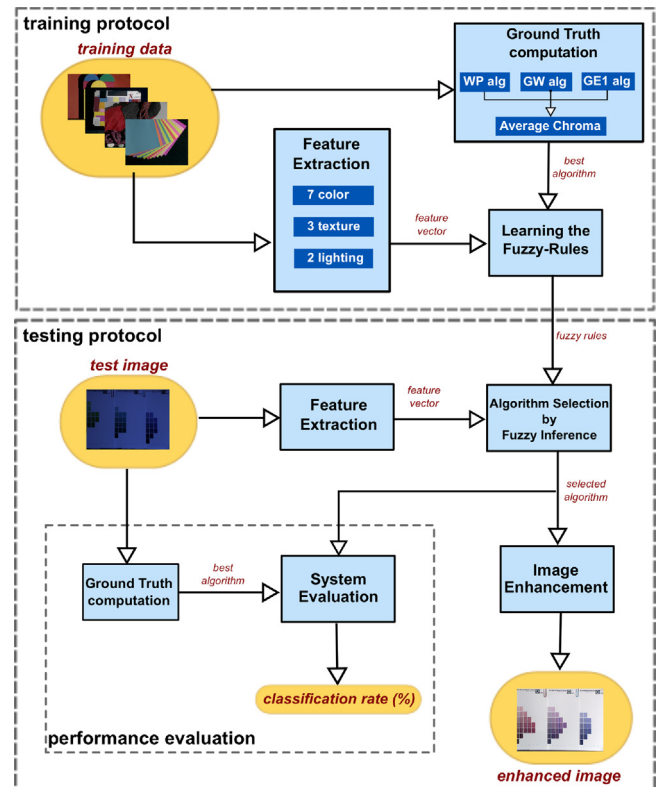 training protocol
training data
Ground Truth
computation
WP alg
GW alg
GE1 alg
Average Chroma
Feature
Extraction
7 color
3 texture
2 lighting
feature
vector
best
algorithm
Learning the
Fuzzy-Rules
testing protocol
fuzzy rules
test image
Feature
Extraction
feature
vector
Algorithm Selection
by
Fuzzy Inference
selected
algorithm
Ground Truth
computation
best
algorithm
System
Evaluation
Image
Enhancement
classification rate (%)
performance evaluation
enhanced image